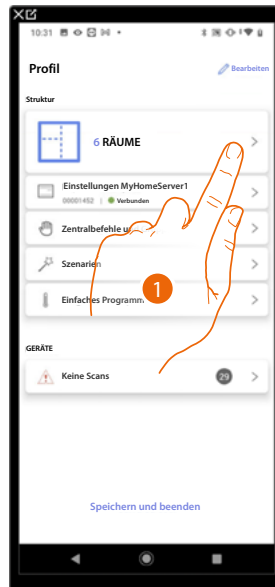 10:31
Profil
Bearbeiten
Struktur
6 RÄUME
Einstellungen MyHomeServer1
00001452 | Verbunden
Zentralbefehle u
Szenarien
1
Einfaches Programm
GERÄTE
Keine Scans
29
Speichern und beenden